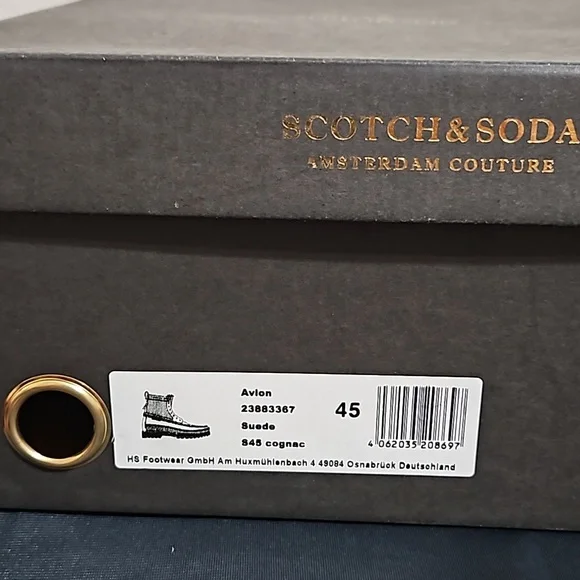 SCOTCH & SODA
AMSTERDAM COUTURE
Avion
23883367
Suede
S45 cognac
45
4 062035 208697
HS Footwear GmbH Am Huxmühlenbach 4 49084 Osnabrück Deutschland